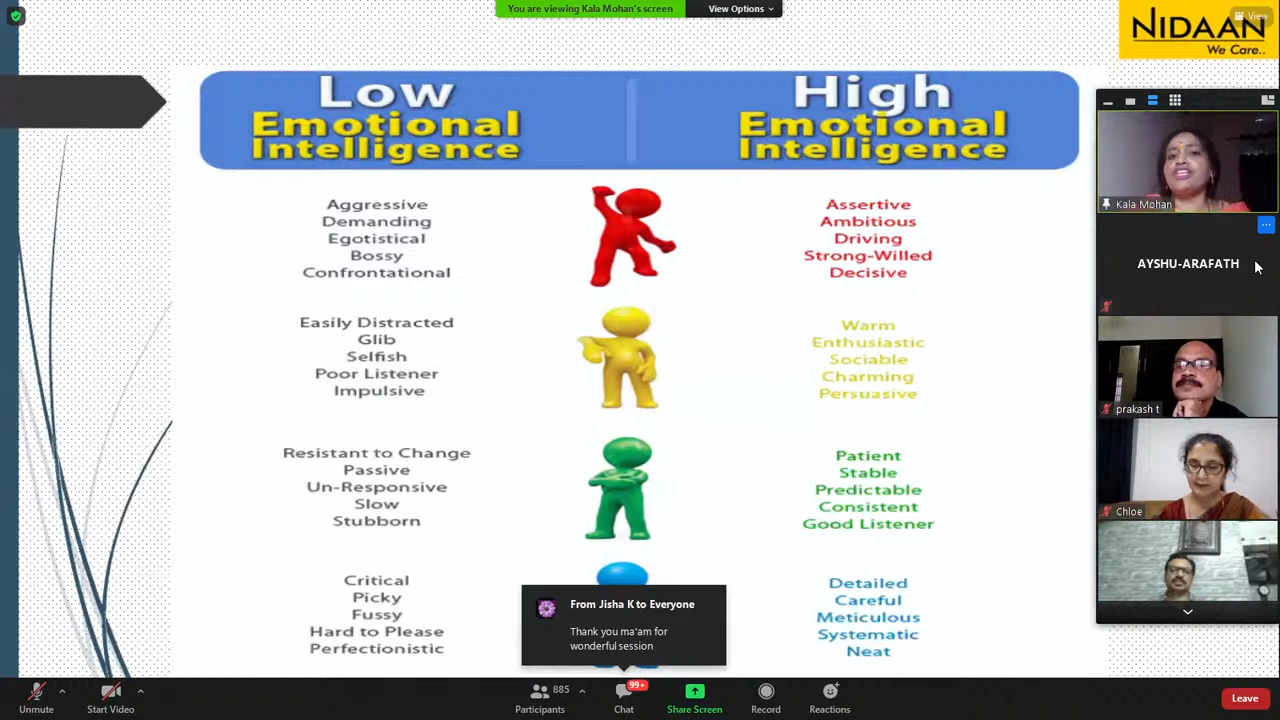 You are viewing Kala Mohan's screen
View Options
View
NIDAAN
We Care..
Low
Emotional
Intelligence
High
Emotional
Intelligence
Aggressive
Demanding
Egotistical
Bossy
Confrontational
Assertive
Ambitious
Driving
Strong-Willed
Decisive
Easily Distracted
Glib
Selfish
Poor Listener
Impulsive
Warm
Enthusiastic
Sociable
Charming
Persuasive
Resistant to Change
Passive
Un-Responsive
Slow
Stubborn
Patient
Stable
Predictable
Consistent
Good Listener
Critical
Picky
Fussy
Hard to Please
Perfectionistic
Detailed
Careful
Meticulous
Systematic
Neat
From Jisha K to Everyone
Thank you ma'am for
wonderful session
Kala Mohan
AYSHU-ARAFATH
prakash t
Chloe
Unmute
Start Video
885
Participants
99+
Chat
Share Screen
Record
Reactions
Leave